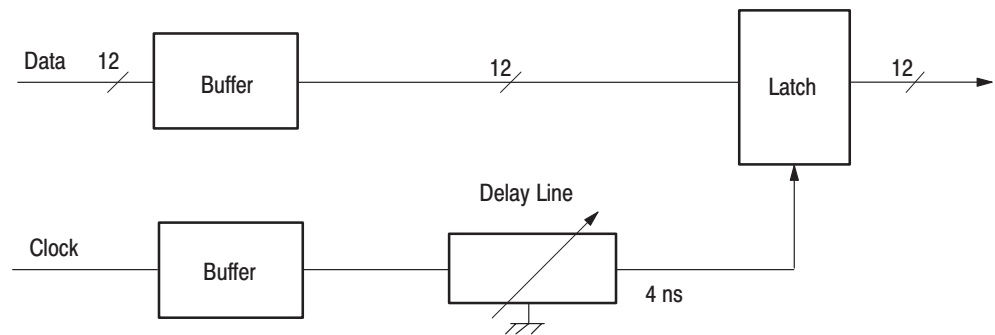 Data
12
Buffer
12
Latch
12
Delay Line
Clock
Buffer
4 ns